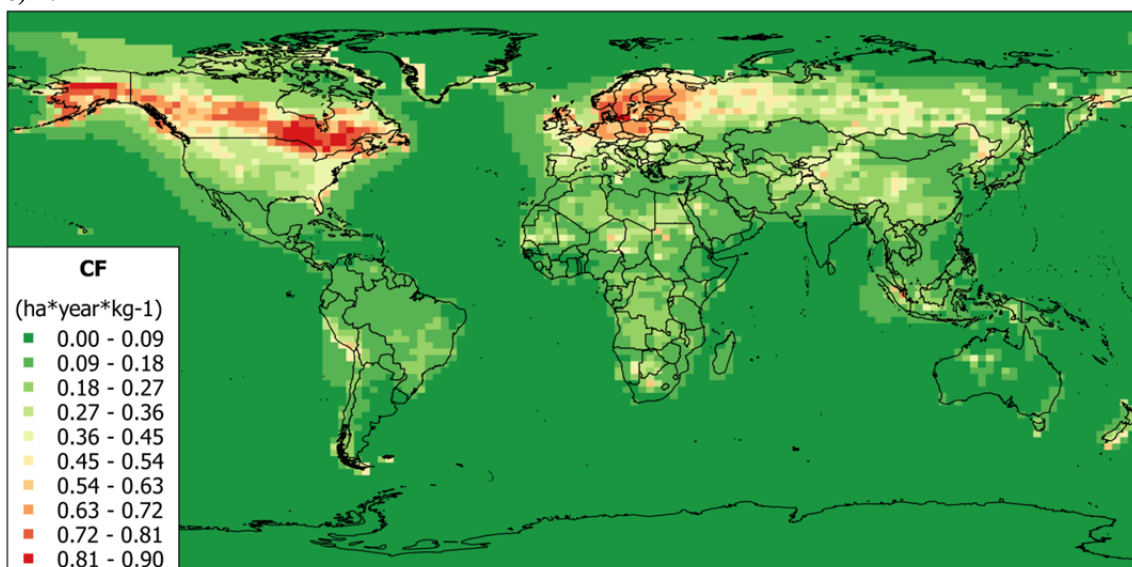 CF
(ha*year*kg-1)
0.00 - 0.09
0.09 - 0.18
0.18 - 0.27
0.27 - 0.36
0.36 - 0.45
0.45 - 0.54
0.54 - 0.63
0.63 - 0.72
0.72 - 0.81
0.81 - 0.90